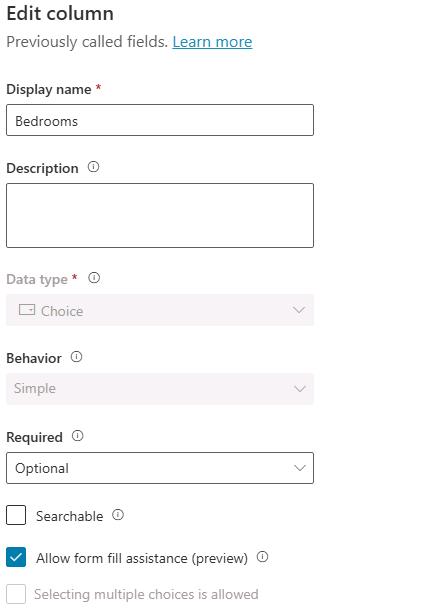 Edit column
Previously called fields. Learn more
Display name *
Bedrooms
Description
Data type *
Choice
Behavior
Simple
Required
Optional
Searchable
Allow form fill assistance (preview)
Selecting multiple choices is allowed